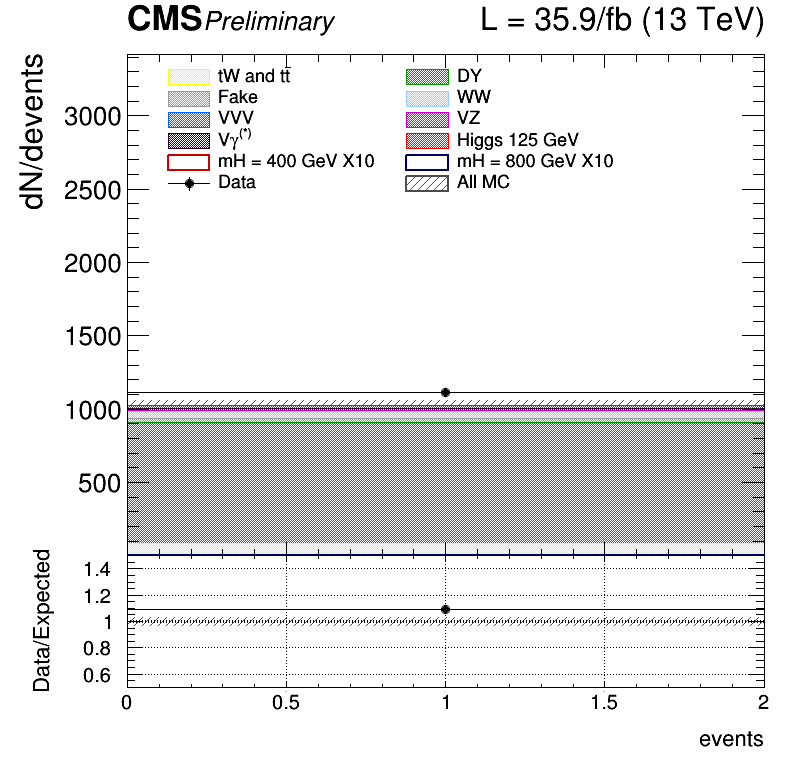 CMS Preliminary L = 35.9/fb (13 TeV)
dN/devents
tW and tt̅ DY
Fake WW
VVV VZ
Vγ(*) Higgs 125 GeV
mH = 400 GeV X10 mH = 800 GeV X10
Data All MC
3000
2500
2000
1500
1000
500
Data/Expected
1.4
1.2
1
0.8
0.6
0 0.5 1 1.5 2
events